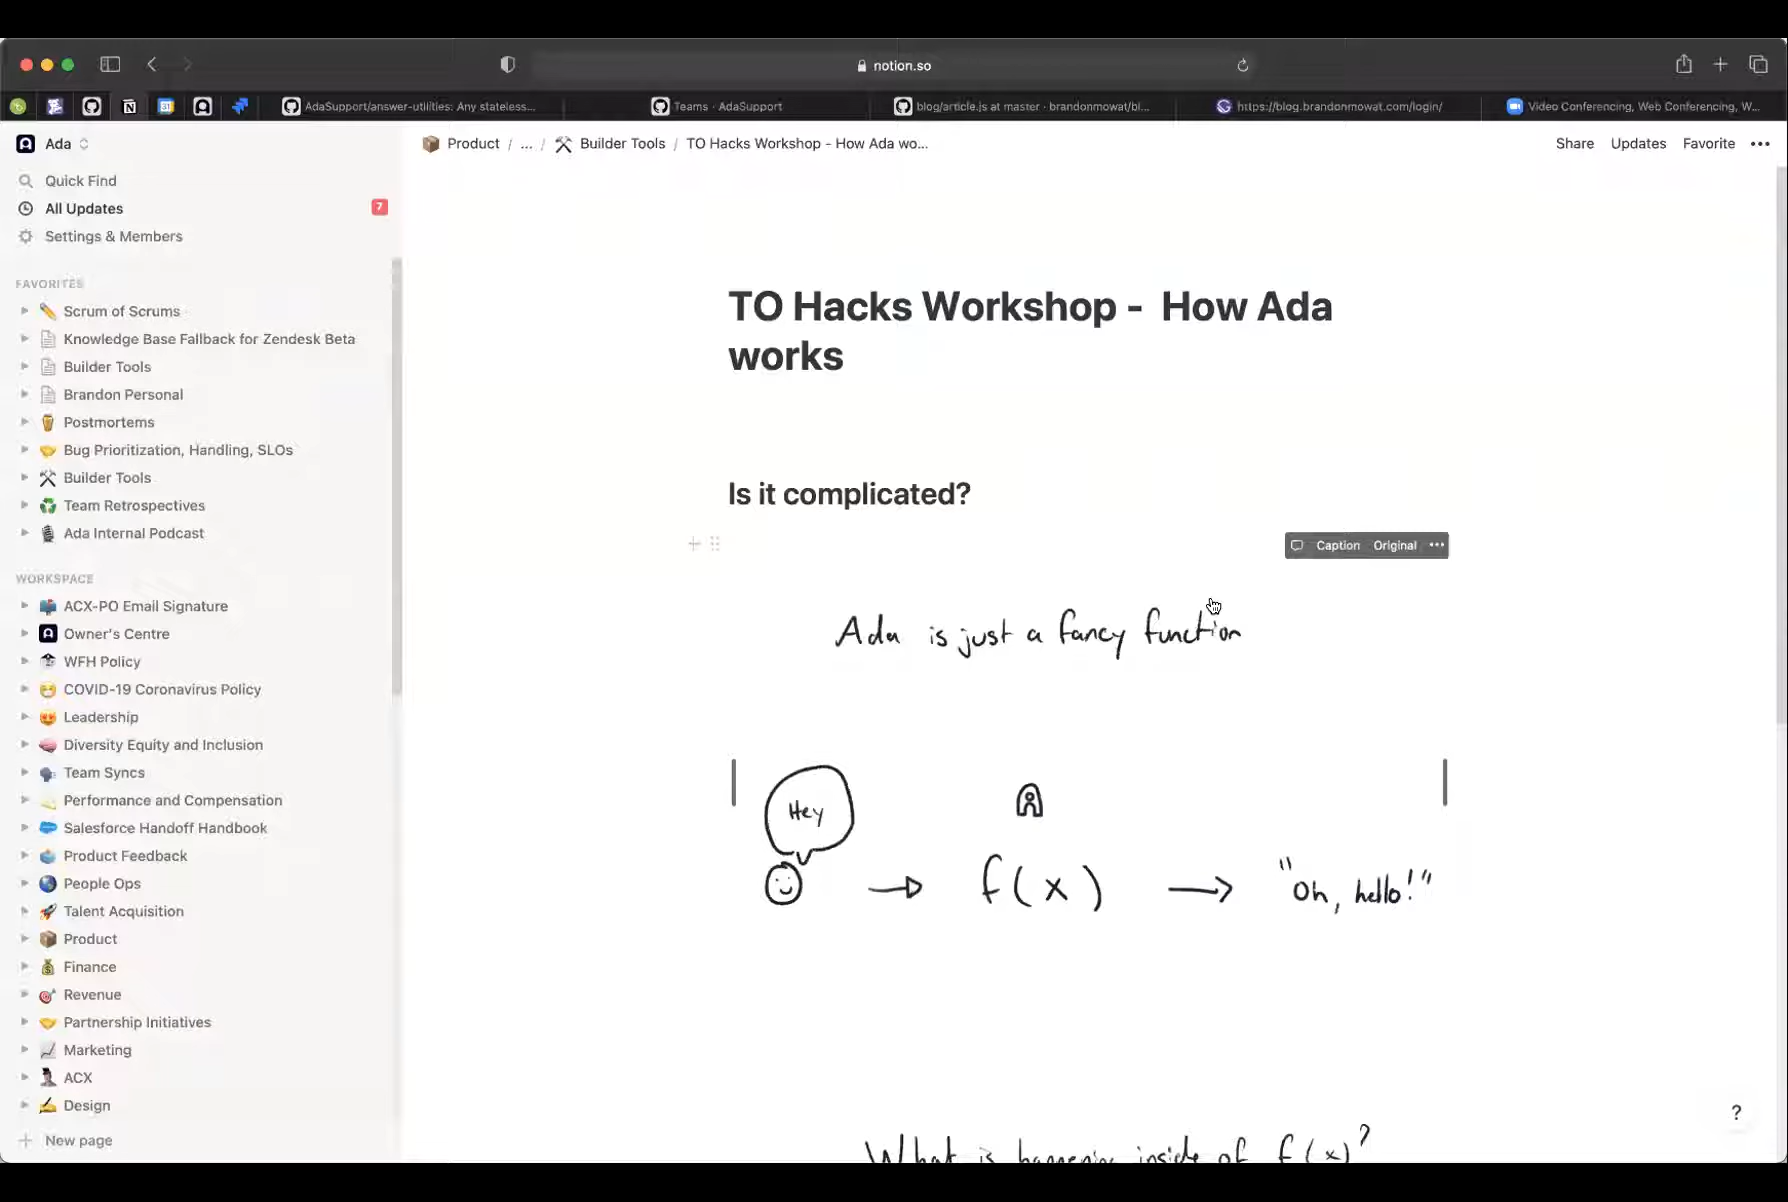 notion.so
AdaSupport/answer-utilities: Any stateless...
Teams · AdaSupport
blog/article.js at master · brandonmowat/bl...
https://blog.brandonmowat.com/login/
Video Conferencing, Web Conferencing, W...
Ada
Product / ... / Builder Tools / TO Hacks Workshop - How Ada wo...
Share Updates Favorite •••
Quick Find
All Updates 7
Settings & Members
FAVORITES
Scrum of Scrums
Knowledge Base Fallback for Zendesk Beta
Builder Tools
Brandon Personal
Postmortems
Bug Prioritization, Handling, SLOs
Builder Tools
Team Retrospectives
Ada Internal Podcast
WORKSPACE
ACX-PO Email Signature
Owner's Centre
WFH Policy
COVID-19 Coronavirus Policy
Leadership
Diversity Equity and Inclusion
Team Syncs
Performance and Compensation
Salesforce Handoff Handbook
Product Feedback
People Ops
Talent Acquisition
Product
Finance
Revenue
Partnership Initiatives
Marketing
ACX
Design
New page
TO Hacks Workshop - How Ada
works
Is it complicated?
Caption Original •••
Ada is just a fancy function
Hey
f(x)
"Oh, hello!"
What is happening inside of f(x)?
?